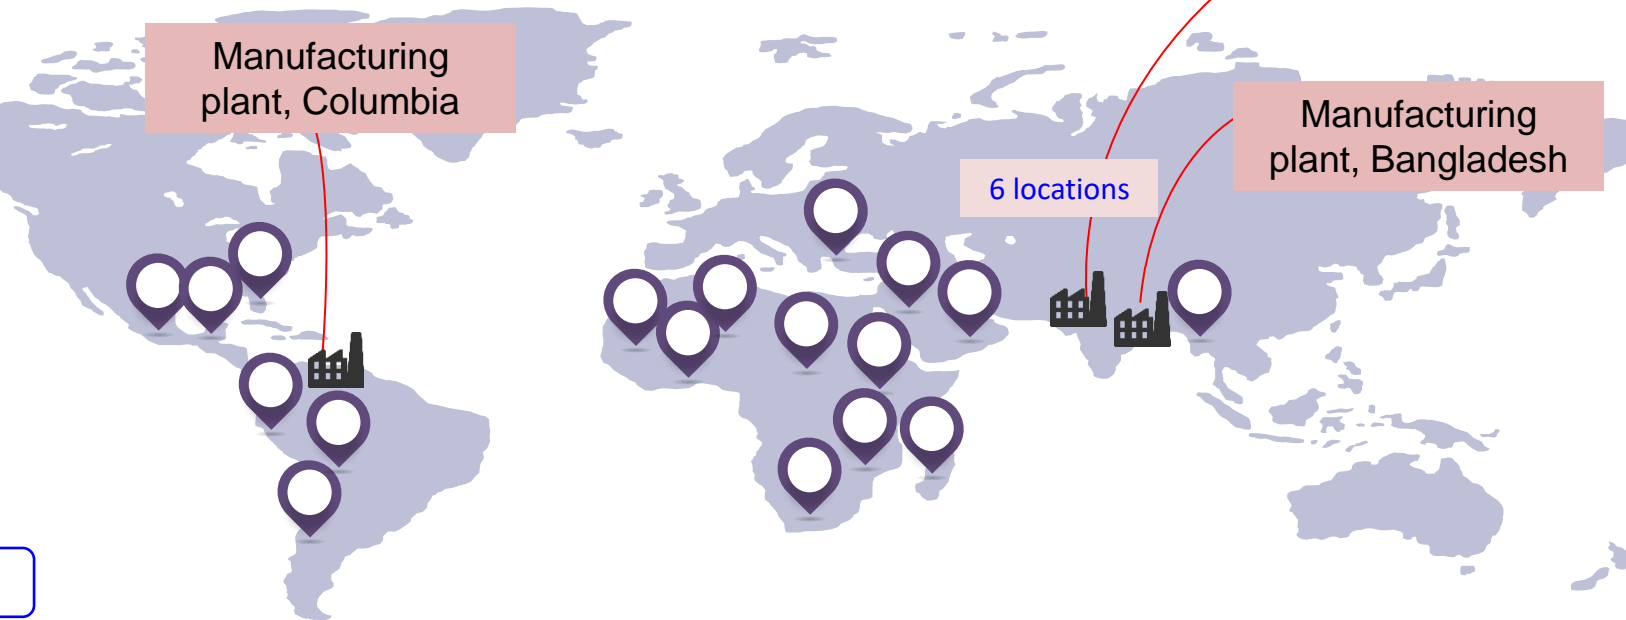 Manufacturing
plant, Columbia
Manufacturing
plant, Bangladesh
6 locations